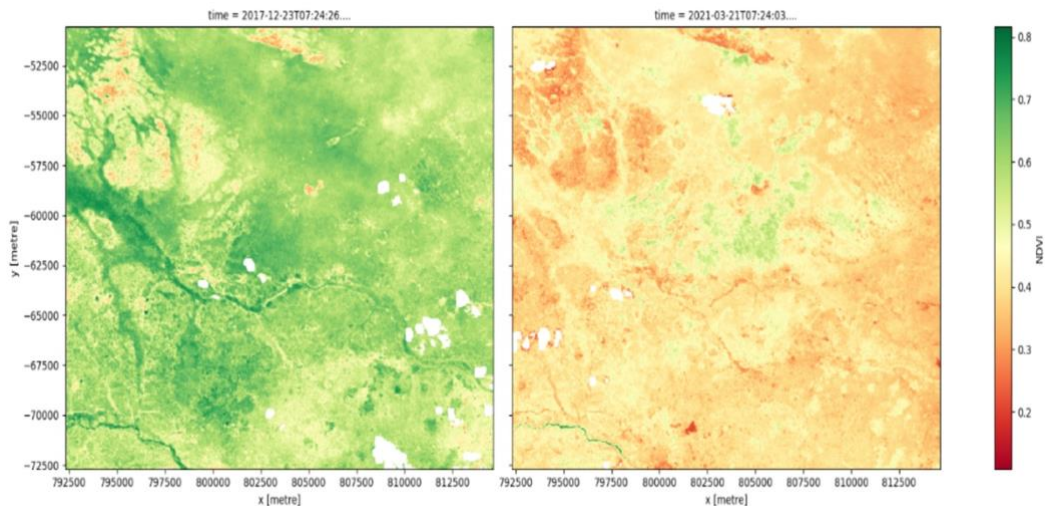 time = 2017-12-23T07:24:26....
time = 2021-03-21T07:24:03....
−52500
−55000
−57500
−60000
−62500
−65000
−67500
−70000
−72500
y [metre]
792500 795000 797500 800000 802500 805000 807500 810000 812500
x [metre]
792500 795000 797500 800000 802500 805000 807500 810000 812500
x [metre]
0.8
0.7
0.6
0.5
0.4
0.3
0.2
NDVI